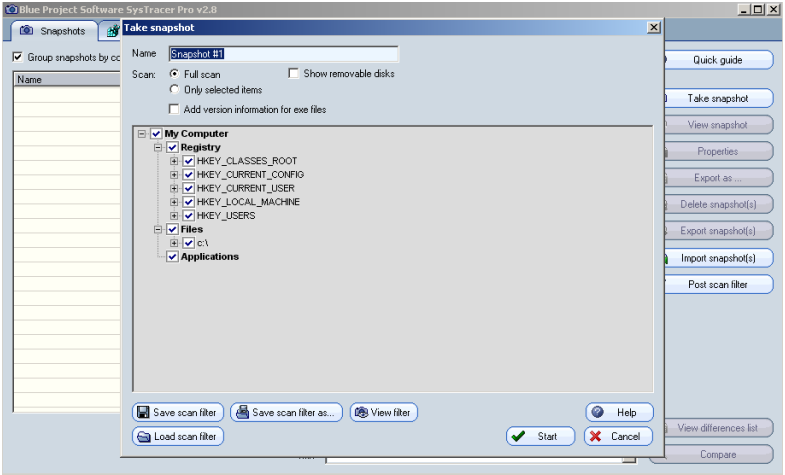 Blue Project Software SysTracer Pro v2.8
Snapshots
Take snapshot
Group snapshots by co
Name
Name Snapshot #1
Scan: Full scan Show removable disks
Only selected items
Add version information for exe files
My Computer
Registry
HKEY_CLASSES_ROOT
HKEY_CURRENT_CONFIG
HKEY_CURRENT_USER
HKEY_LOCAL_MACHINE
HKEY_USERS
Files
c:\
Applications
Save scan filter Save scan filter as... View filter Help
Load scan filter Start Cancel
Quick guide
Take snapshot
View snapshot
Properties
Export as ...
Delete snapshot(s)
Export snapshot(s)
Import snapshot(s)
Post scan filter
View differences list
Compare